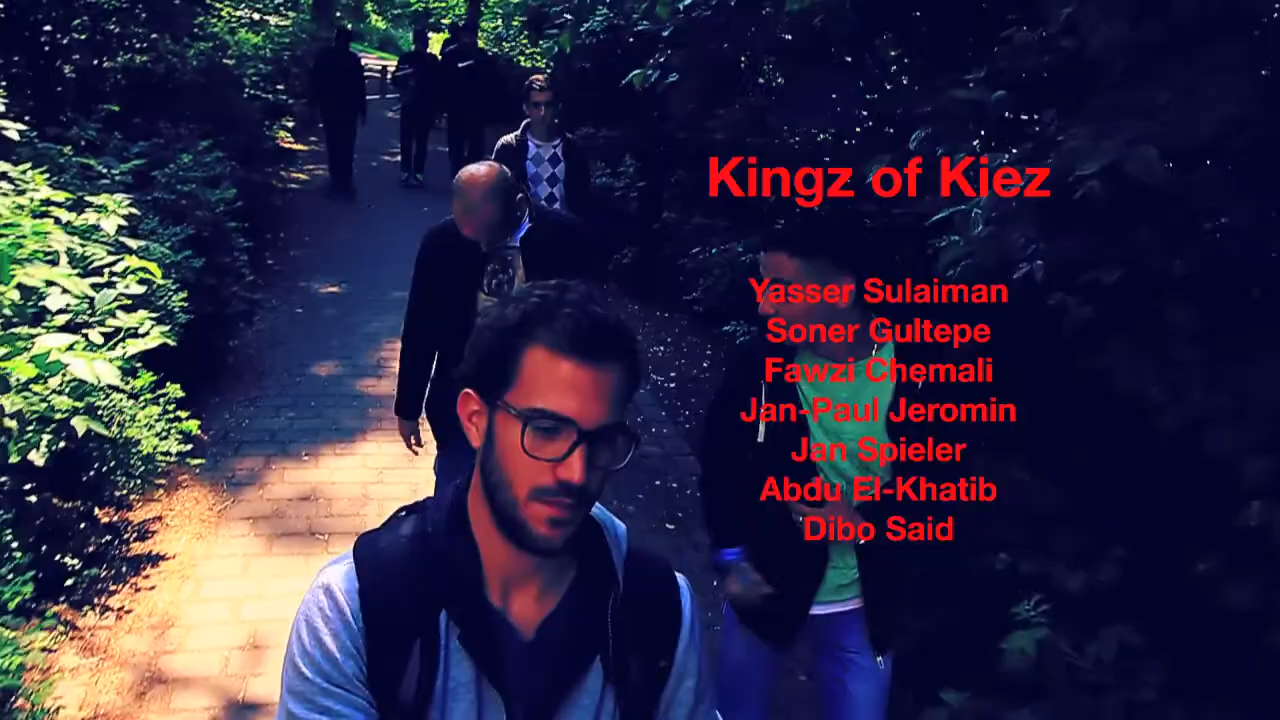 Kingz of Kiez
Yasser Sulaiman
Soner Gultepe
Fawzi Chemali
Jan-Paul Jeromin
Jan Spieler
Abdu El-Khatib
Dibo Said